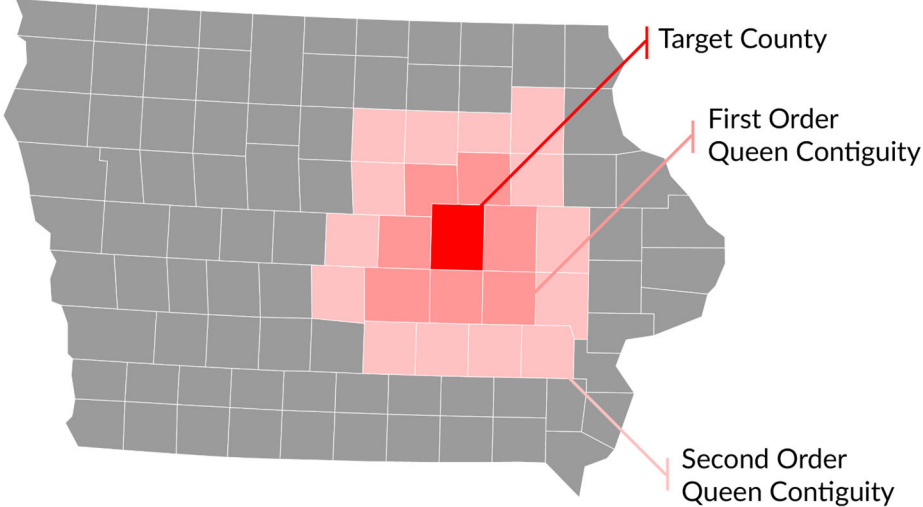 Target County
First Order
Queen Contiguity
Second Order
Queen Contiguity